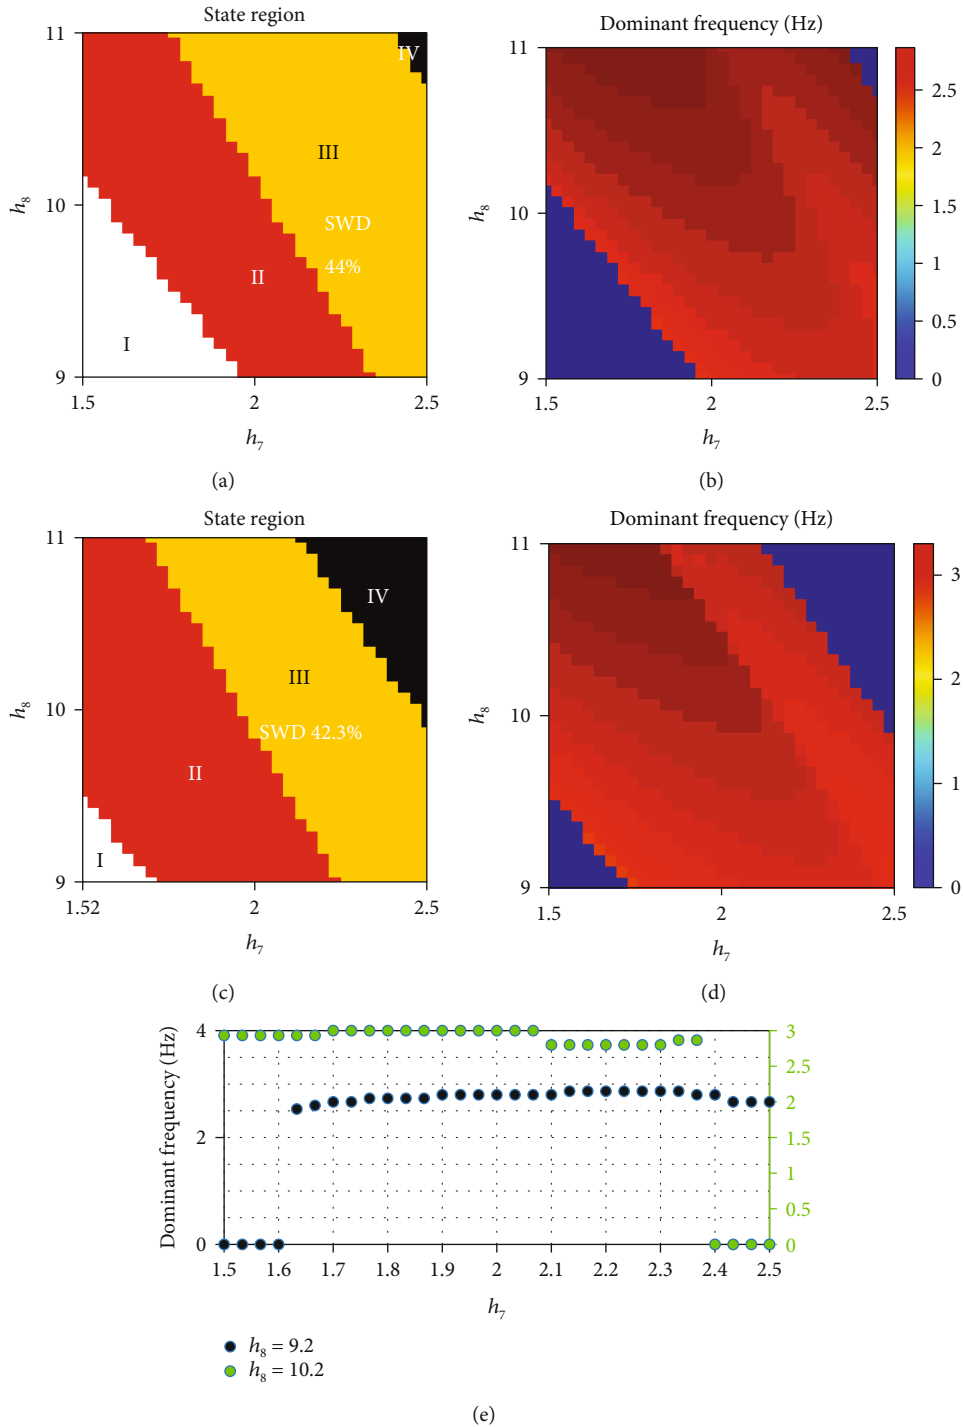 State region
11
10
9
h₈
I
II
III
SWD
44%
IV
1.5
2
2.5
h₇
(a)
Dominant frequency (Hz)
11
10
9
h₈
1.5
2
2.5
h₇
2.5
2
1.5
1
0.5
0
(b)
State region
11
10
9
h₈
I
II
III
SWD 42.3%
IV
1.52
2
2.5
h₇
(c)
Dominant frequency (Hz)
11
10
9
h₈
1.5
2
2.5
h₇
3
2
1
0
(d)
Dominant frequency (Hz)
4
2
0
3
2.5
2
1.5
1
0.5
0
1.5 1.6 1.7 1.8 1.9 2 2.1 2.2 2.3 2.4 2.5
h₇
h₈ = 9.2
h₈ = 10.2
(e)